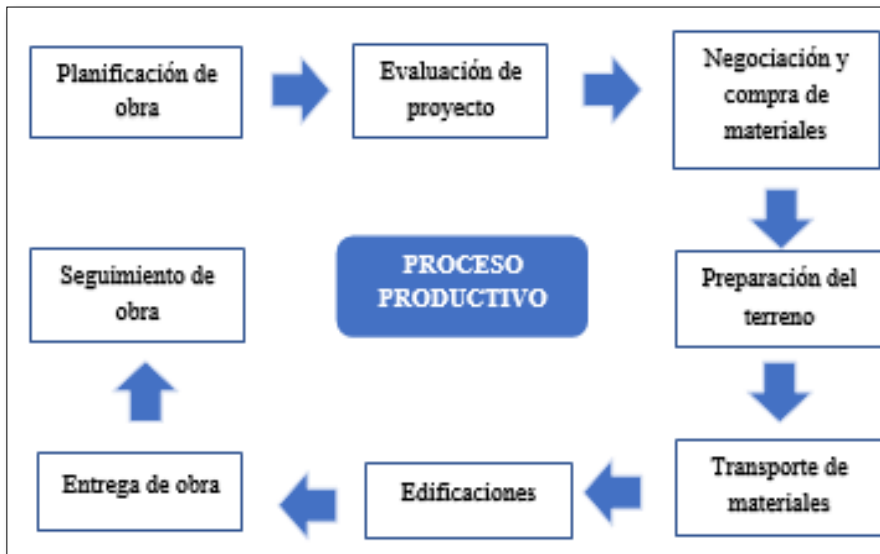 Planificación de
obra
Evaluación de
proyecto
Negociación y
compra de
materiales
Preparación del
terreno
Transporte de
materiales
Edificaciones
Entrega de obra
Seguimiento de
obra
PROCESO
PRODUCTIVO